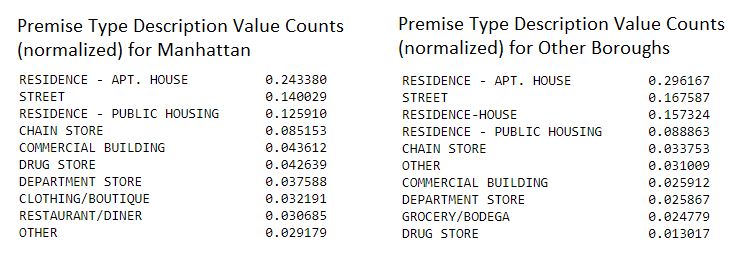 Premise Type Description Value Counts
(normalized) for Manhattan
RESIDENCE - APT. HOUSE 0.243380
STREET 0.140029
RESIDENCE - PUBLIC HOUSING 0.125910
CHAIN STORE 0.085153
COMMERCIAL BUILDING 0.043612
DRUG STORE 0.042639
DEPARTMENT STORE 0.037588
CLOTHING/BOUTIQUE 0.032191
RESTAURANT/DINER 0.030685
OTHER 0.029179
Premise Type Description Value Counts
(normalized) for Other Boroughs
RESIDENCE - APT. HOUSE 0.296167
STREET 0.167587
RESIDENCE-HOUSE 0.157324
RESIDENCE - PUBLIC HOUSING 0.088863
CHAIN STORE 0.033753
OTHER 0.031009
COMMERCIAL BUILDING 0.025912
DEPARTMENT STORE 0.025867
GROCERY/BODEGA 0.024779
DRUG STORE 0.013017